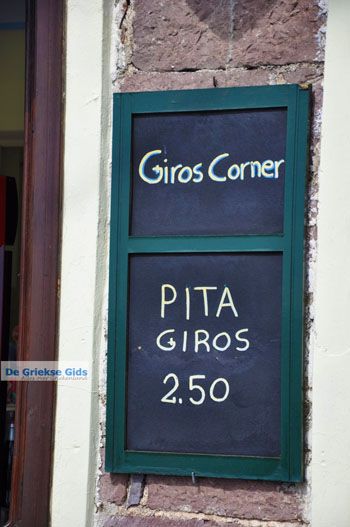 Giros Corner
PITA
GIROS
2.50
De Griekse Gids